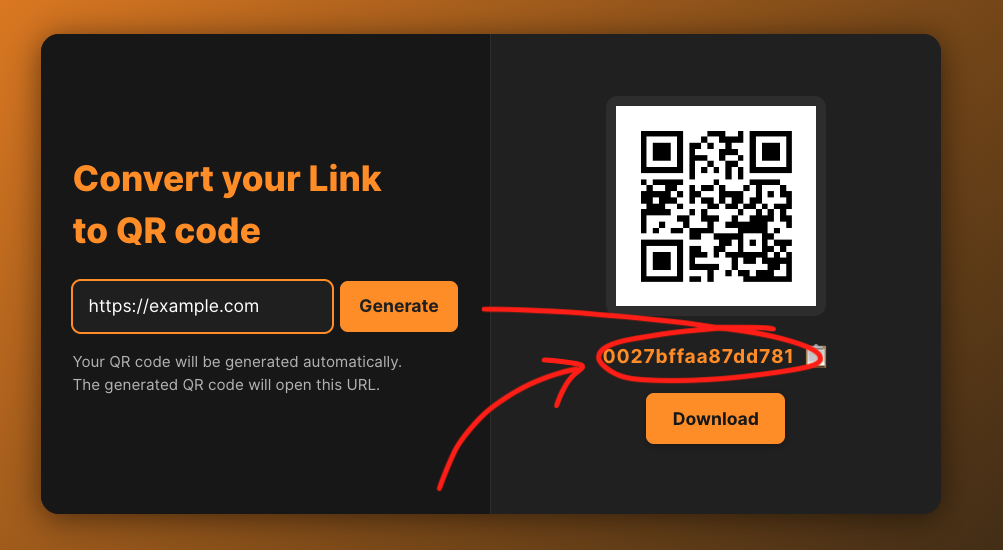 Convert your Link
to QR code
https://example.com
Generate
Your QR code will be generated automatically.
The generated QR code will open this URL.
0027bffaa87dd781
Download